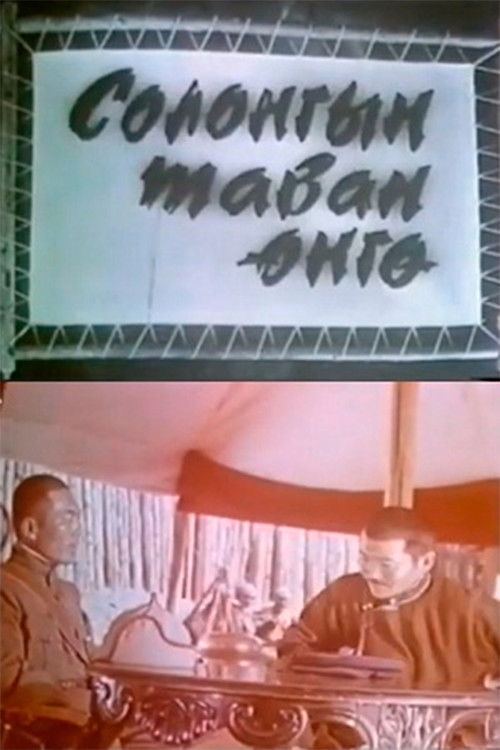 Солонгын
таван
өнгө